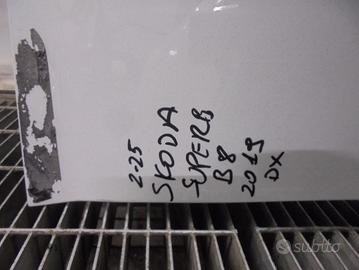 2-25
SKODA
SUPERB
B8
2019
DX
subito